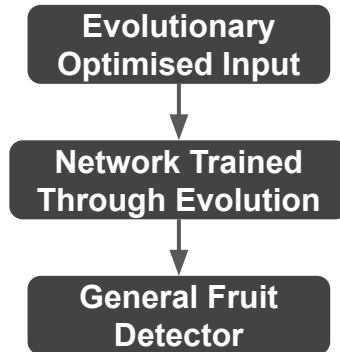 Evolutionary
Optimised Input
Network Trained
Through Evolution
General Fruit
Detector